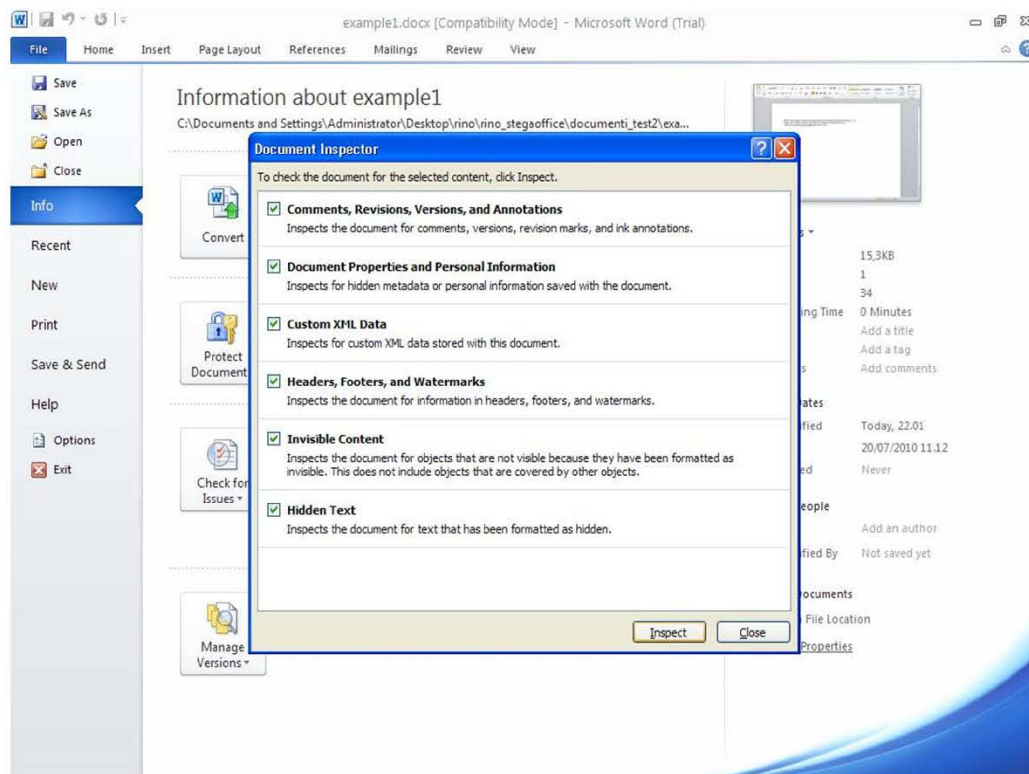 example1.docx [Compatibility Mode] - Microsoft Word (Trial)
File Home Insert Page Layout References Mailings Review View
Save
Save As
Open
Close
Info
Recent
New
Print
Save & Send
Help
Options
Exit
Information about example1
C:\Documents and Settings\Administrator\Desktop\rino\rino_stegaoffice\documenti_test2\exa...
Convert
Protect
Document
Check for
Issues
Manage
Versions
Document Inspector
To check the document for the selected content, click Inspect.
Comments, Revisions, Versions, and Annotations
Inspects the document for comments, versions, revision marks, and ink annotations.
Document Properties and Personal Information
Inspects for hidden metadata or personal information saved with the document.
Custom XML Data
Inspects for custom XML data stored with this document.
Headers, Footers, and Watermarks
Inspects the document for information in headers, footers, and watermarks.
Invisible Content
Inspects the document for objects that are not visible because they have been formatted as
invisible. This does not include objects that are covered by other objects.
Hidden Text
Inspects the document for text that has been formatted as hidden.
Inspect Close
15,3KB
1
34
ing Time 0 Minutes
Add a title
Add a tag
s Add comments
ates
fied Today, 22.01
20/07/2010 11.12
ed Never
eople
Add an author
fied By Not saved yet
ocuments
File Location
Properties